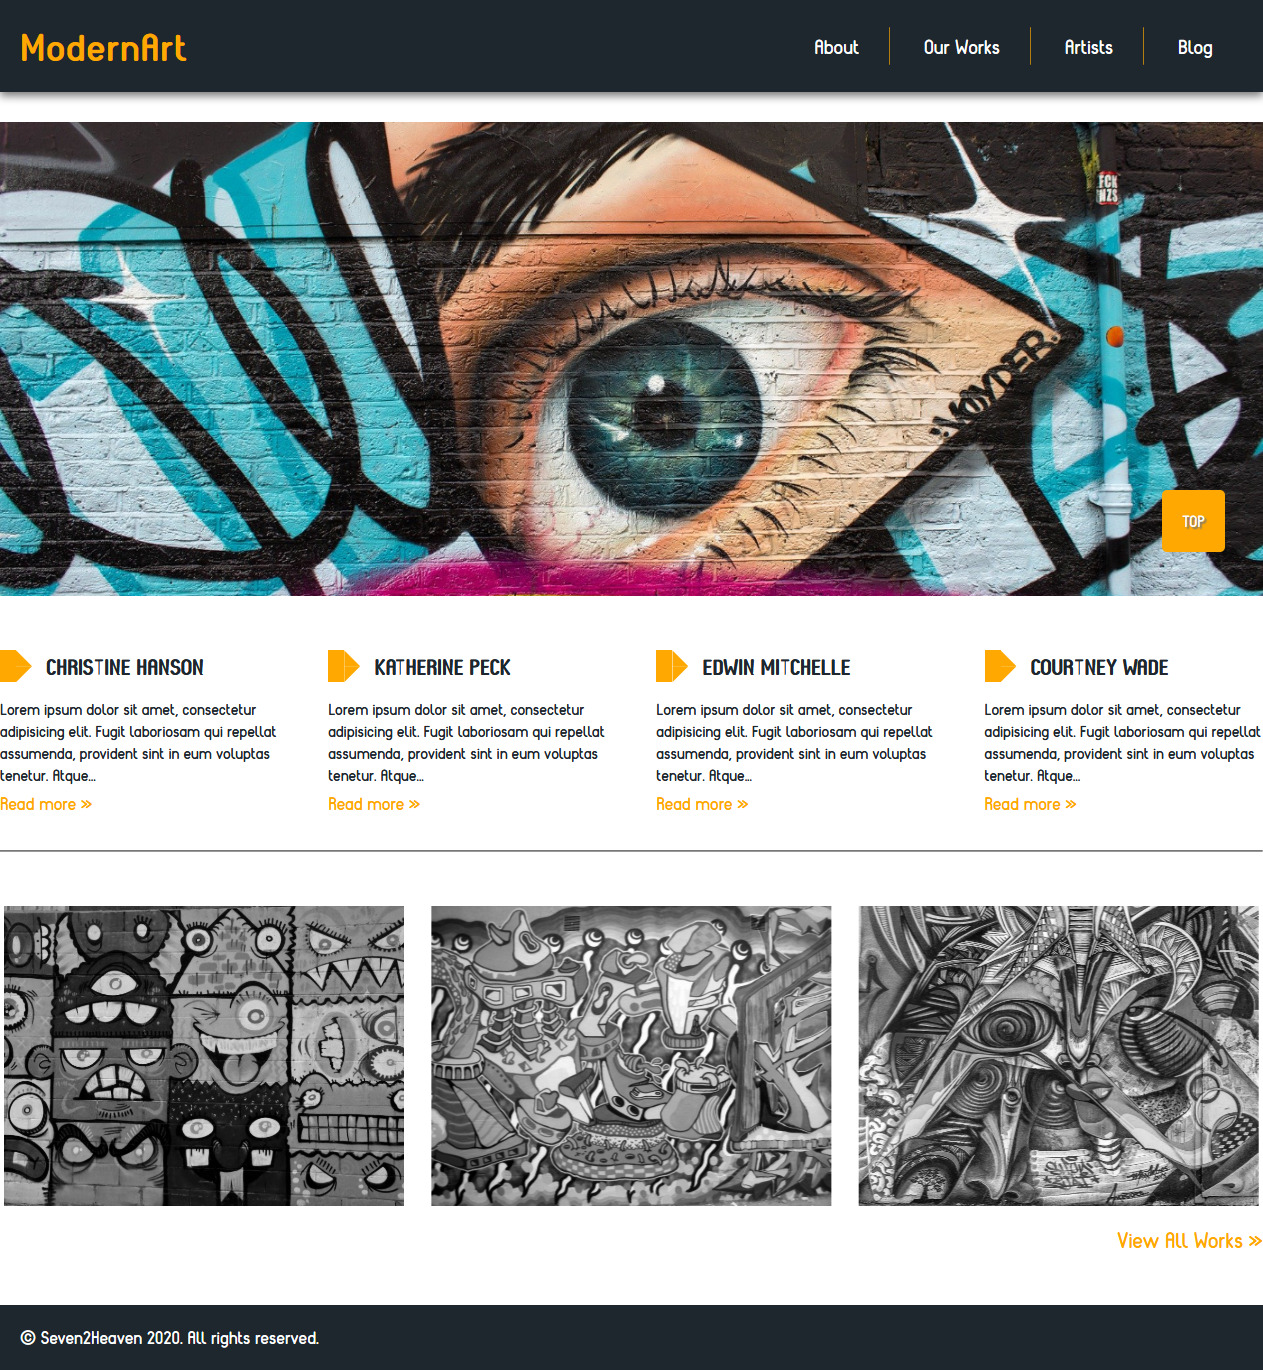 ModernArt
About
Our Works
Artists
Blog
FCK
NZS
WOYDER.
TOP
CHRISTINE HANSON
Lorem ipsum dolor sit amet, consectetur
adipisicing elit. Fugit laboriosam qui repellat
assumenda, provident sint in eum voluptas
tenetur. Atque...
Read more »
KATHERINE PECK
Lorem ipsum dolor sit amet, consectetur
adipisicing elit. Fugit laboriosam qui repellat
assumenda, provident sint in eum voluptas
tenetur. Atque...
Read more »
EDWIN MITCHELLE
Lorem ipsum dolor sit amet, consectetur
adipisicing elit. Fugit laboriosam qui repellat
assumenda, provident sint in eum voluptas
tenetur. Atque...
Read more »
COURTNEY WADE
Lorem ipsum dolor sit amet, consectetur
adipisicing elit. Fugit laboriosam qui repellat
assumenda, provident sint in eum voluptas
tenetur. Atque...
Read more »
View All Works »
© Seven2Heaven 2020. All rights reserved.